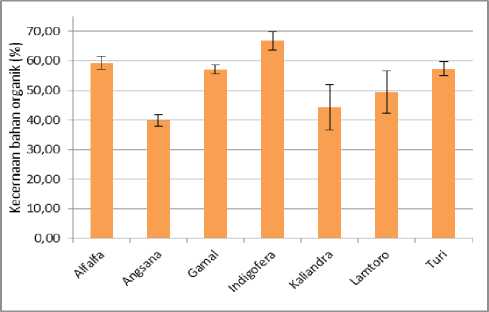 Kecernaan bahan organik (%)
70,00
60,00
50,00
40,00
30,00
20,00
10,00
0,00
Alfalfa
Angsana
Gamal
Indigofera
Kaliandra
Lamtoro
Turi